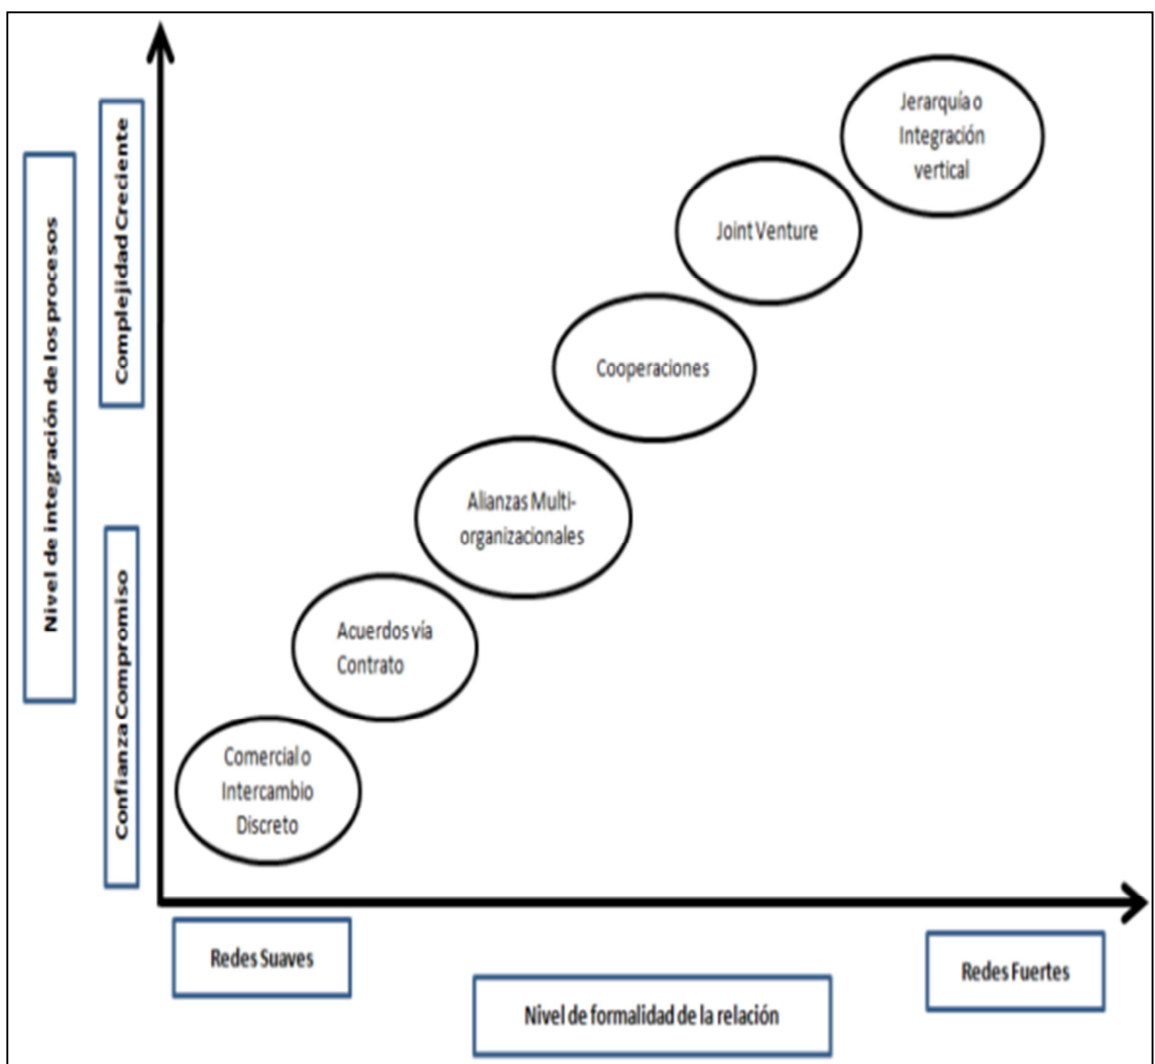 Nivel de integración de los procesos
Complejidad Creciente
Confianza Compromiso
Jerarquía o
Integración
vertical
Joint Venture
Cooperaciones
Alianzas Multi-
organizacionales
Acuerdos vía
Contrato
Comercial o
Intercambio
Discreto
Redes Suaves
Redes Fuertes
Nivel de formalidad de la relación